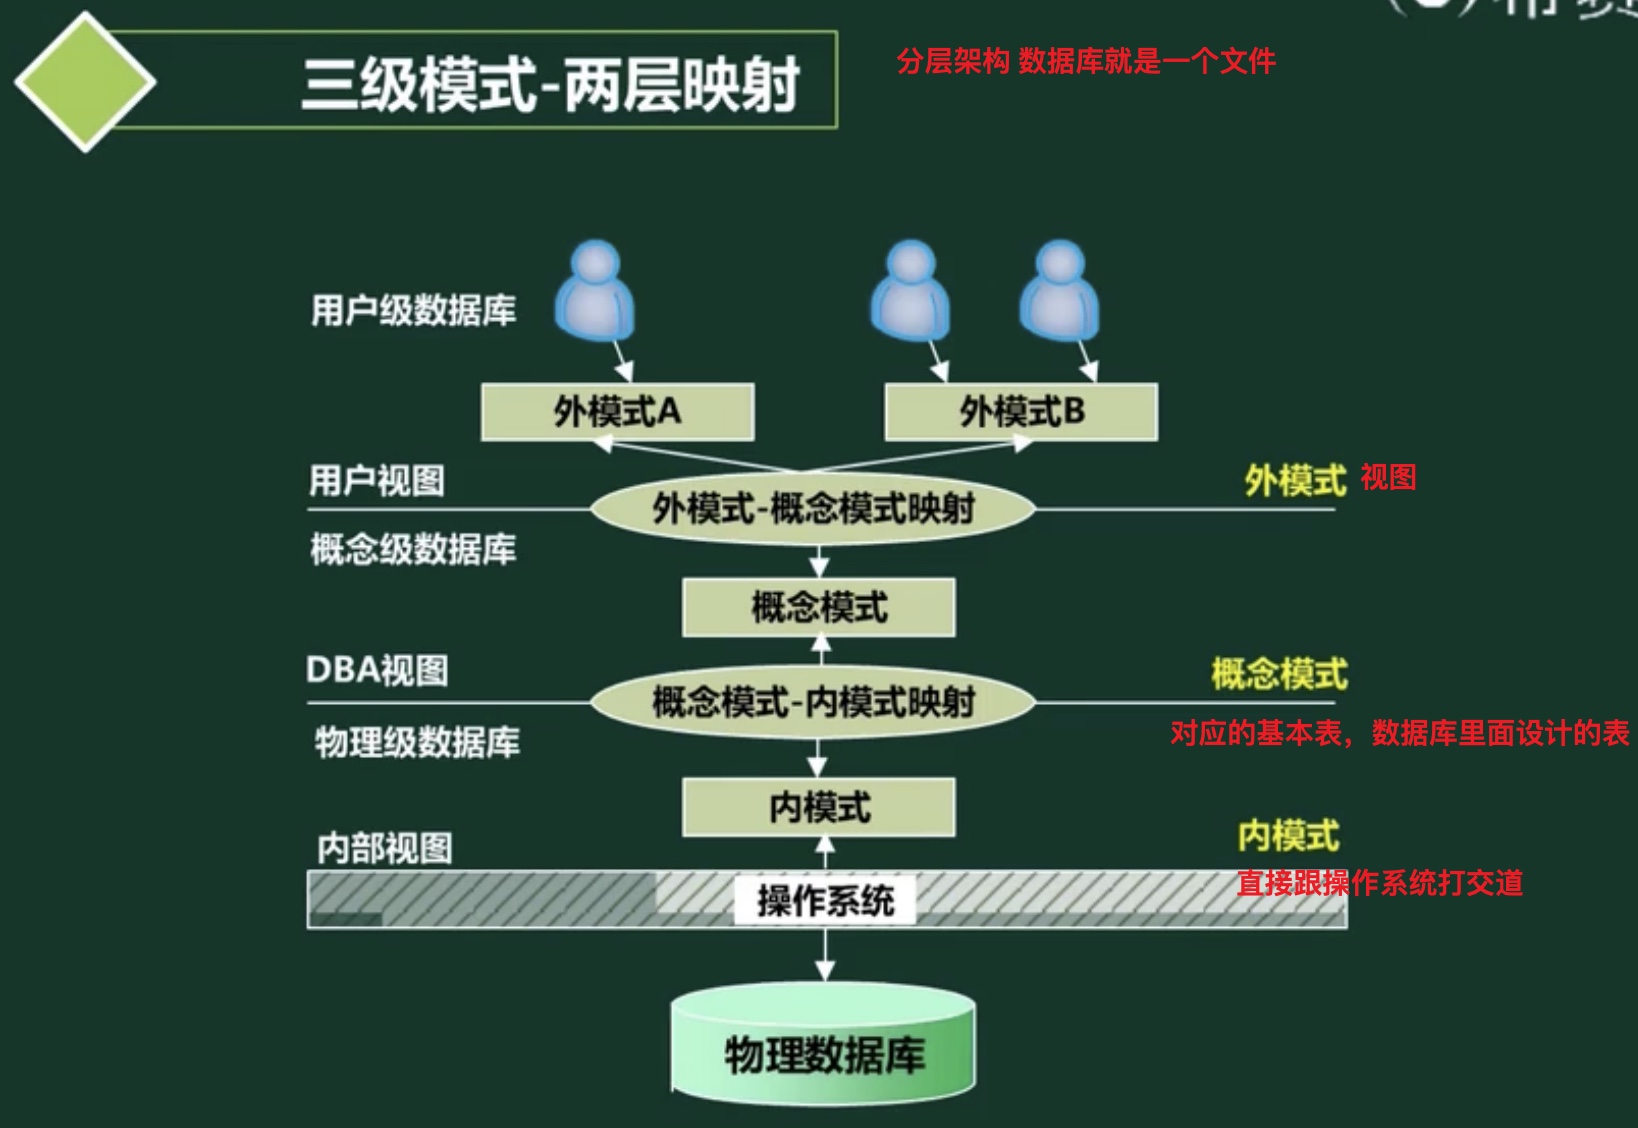 三级模式-两层映射
分层架构 数据库就是一个文件
用户级数据库
外模式A
外模式B
用户视图
外模式
视图
外模式-概念模式映射
概念级数据库
概念模式
DBA视图
概念模式
概念模式-内模式映射
物理级数据库
对应的基本表，数据库里面设计的表
内模式
内部视图
内模式
操作系统
直接跟操作系统打交道
物理数据库